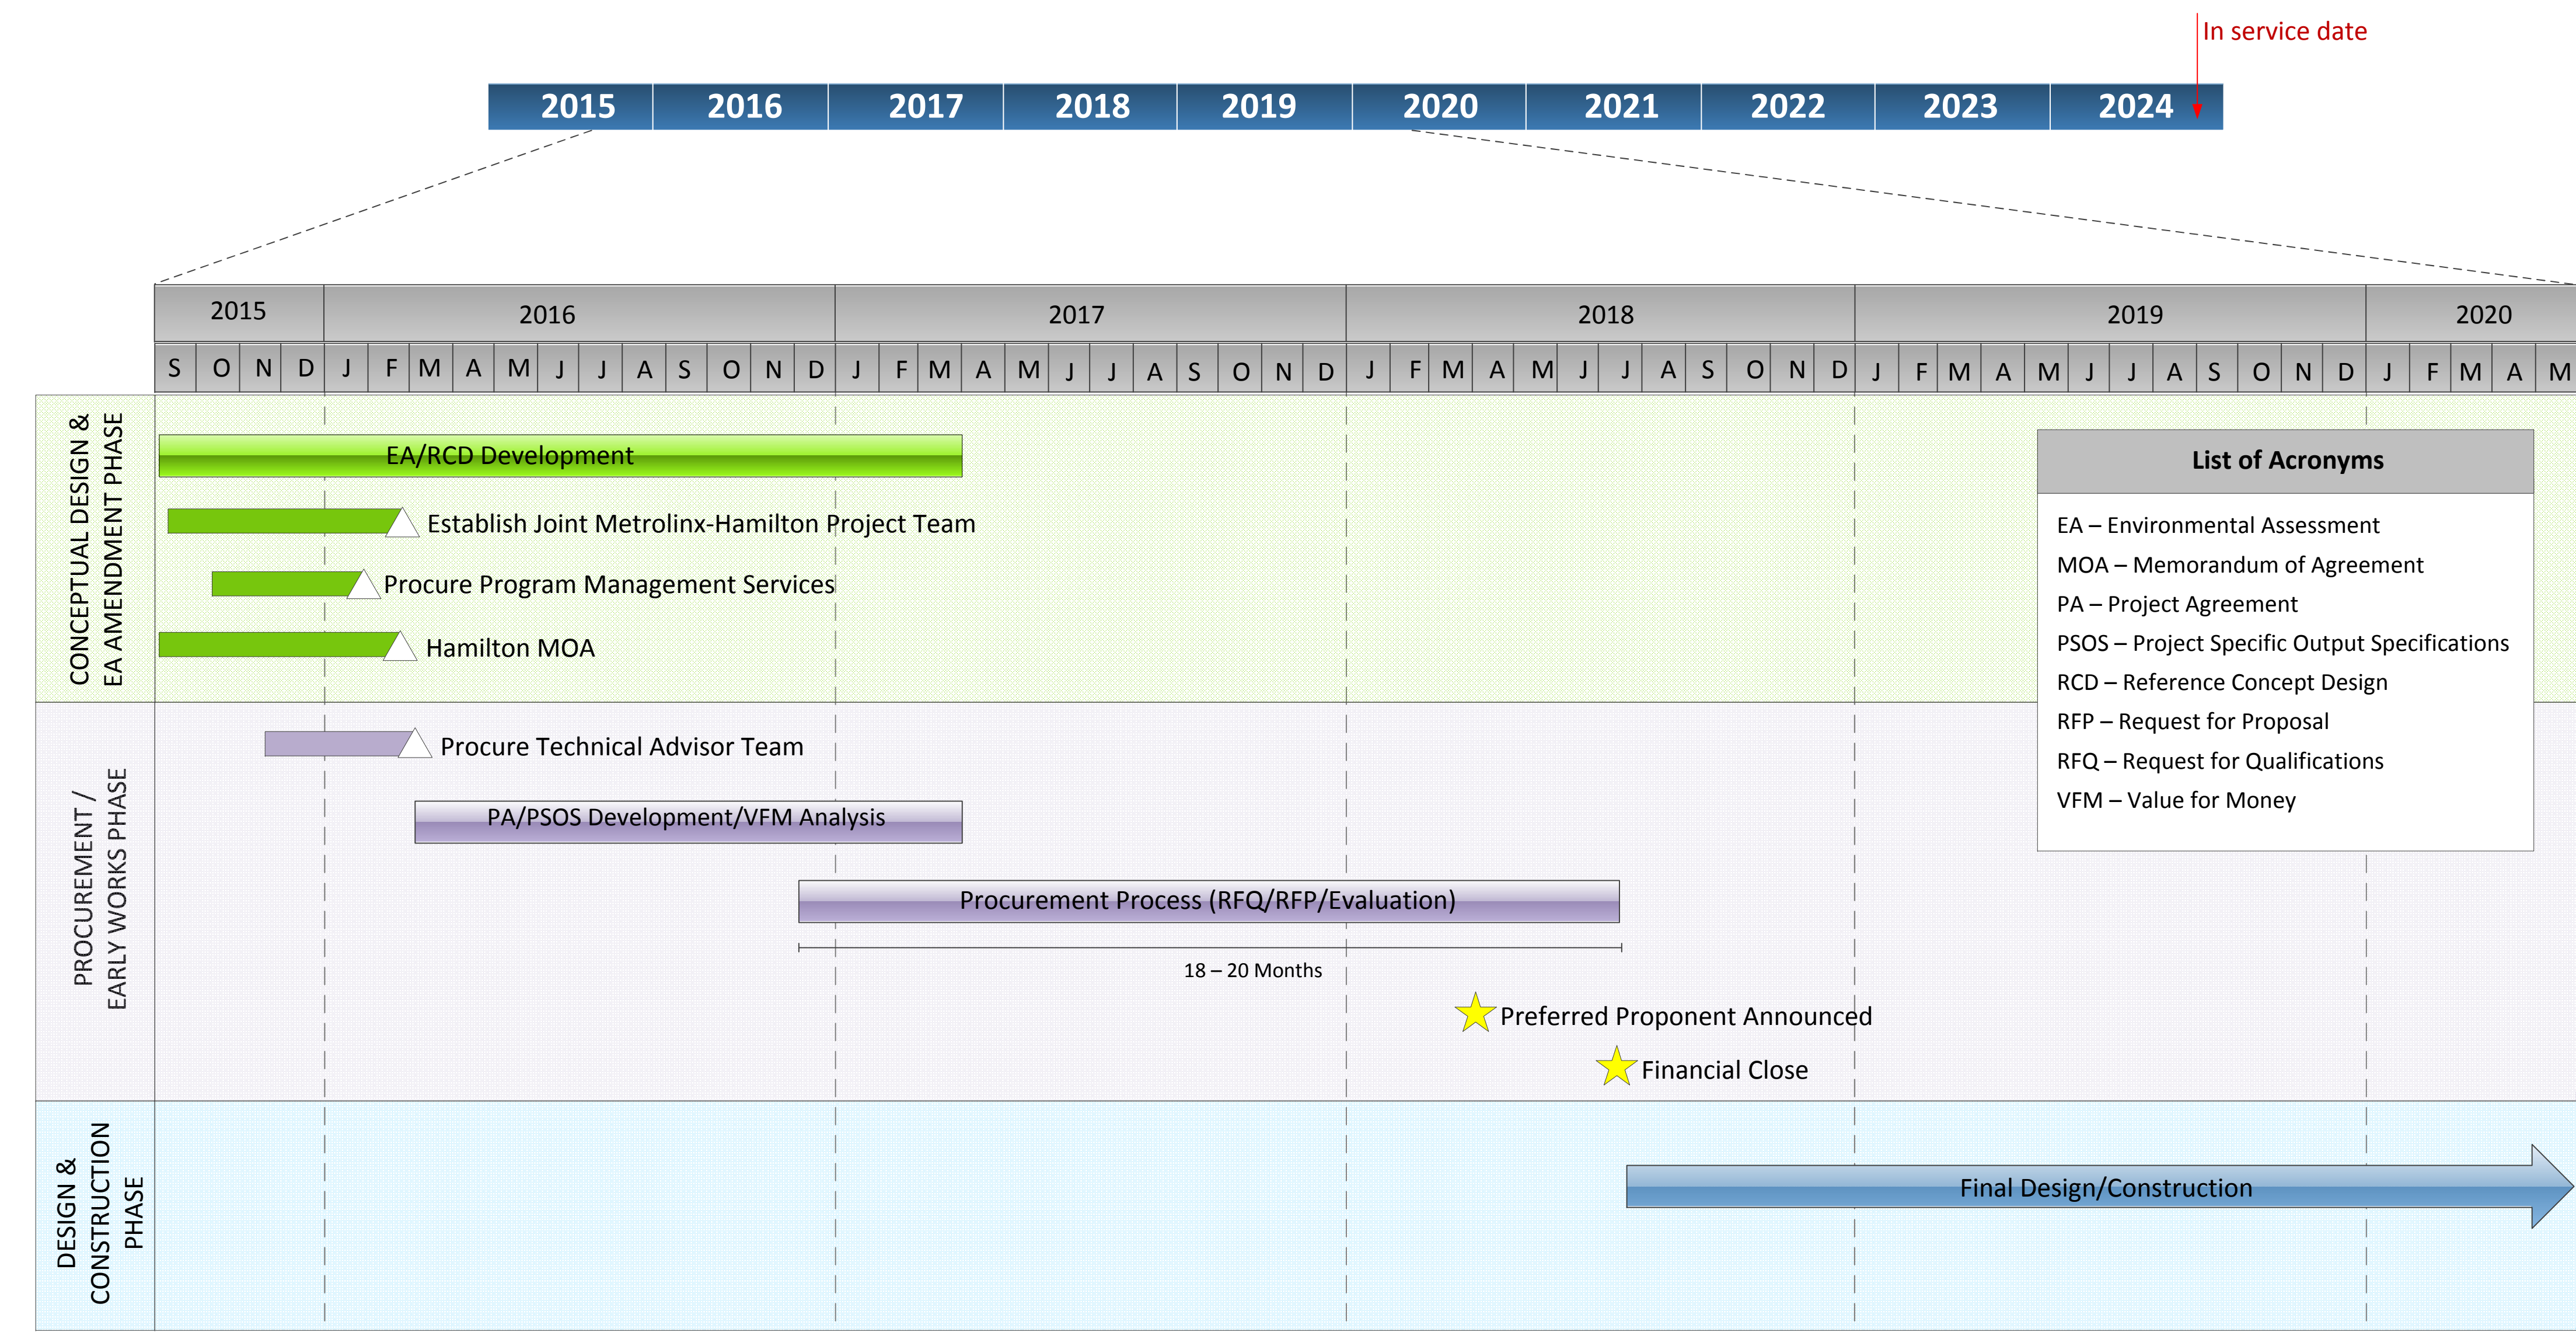 In service date
2015 2016 2017 2018 2019 2020 2021 2022 2023 2024
2015 2016 2017 2018 2019 2020
S O N D J F M A M J J A S O N D J F M A M J J A S O N D J F M A M J J A S O N D J F M A M J J A S O N D J F M A M
CONCEPTUAL DESIGN &
EA AMENDMENT PHASE
EA/RCD Development
Establish Joint Metrolinx-Hamilton Project Team
Procure Program Management Services
Hamilton MOA
List of Acronyms
EA – Environmental Assessment
MOA – Memorandum of Agreement
PA – Project Agreement
PSOS – Project Specific Output Specifications
RCD – Reference Concept Design
RFP – Request for Proposal
RFQ – Request for Qualifications
VFM – Value for Money
PROCUREMENT /
EARLY WORKS PHASE
Procure Technical Advisor Team
PA/PSOS Development/VFM Analysis
Procurement Process (RFQ/RFP/Evaluation)
18 – 20 Months
Preferred Proponent Announced
Financial Close
DESIGN &
CONSTRUCTION
PHASE
Final Design/Construction